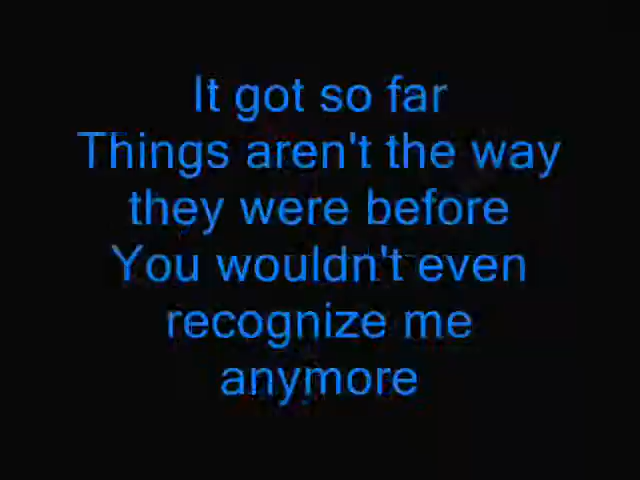 It got so far
Things aren't the way
they were before
You wouldn't even
recognize me
anymore